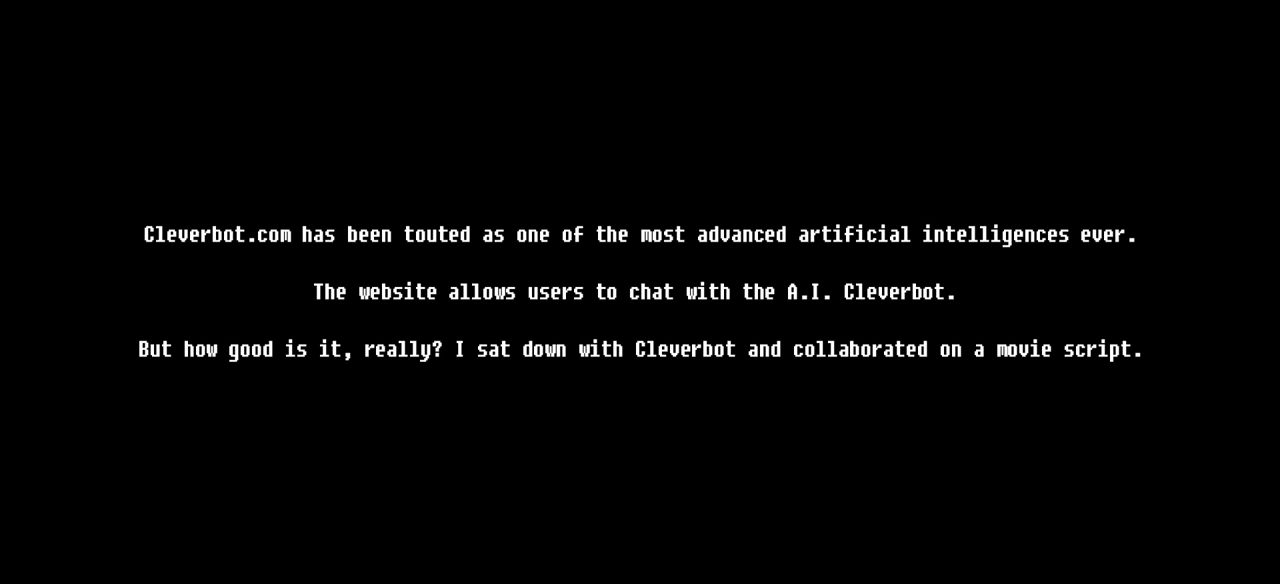 Cleverbot.com has been touted as one of the most advanced artificial intelligences ever.
The website allows users to chat with the A.I. Cleverbot.
But how good is it, really? I sat down with Cleverbot and collaborated on a movie script.